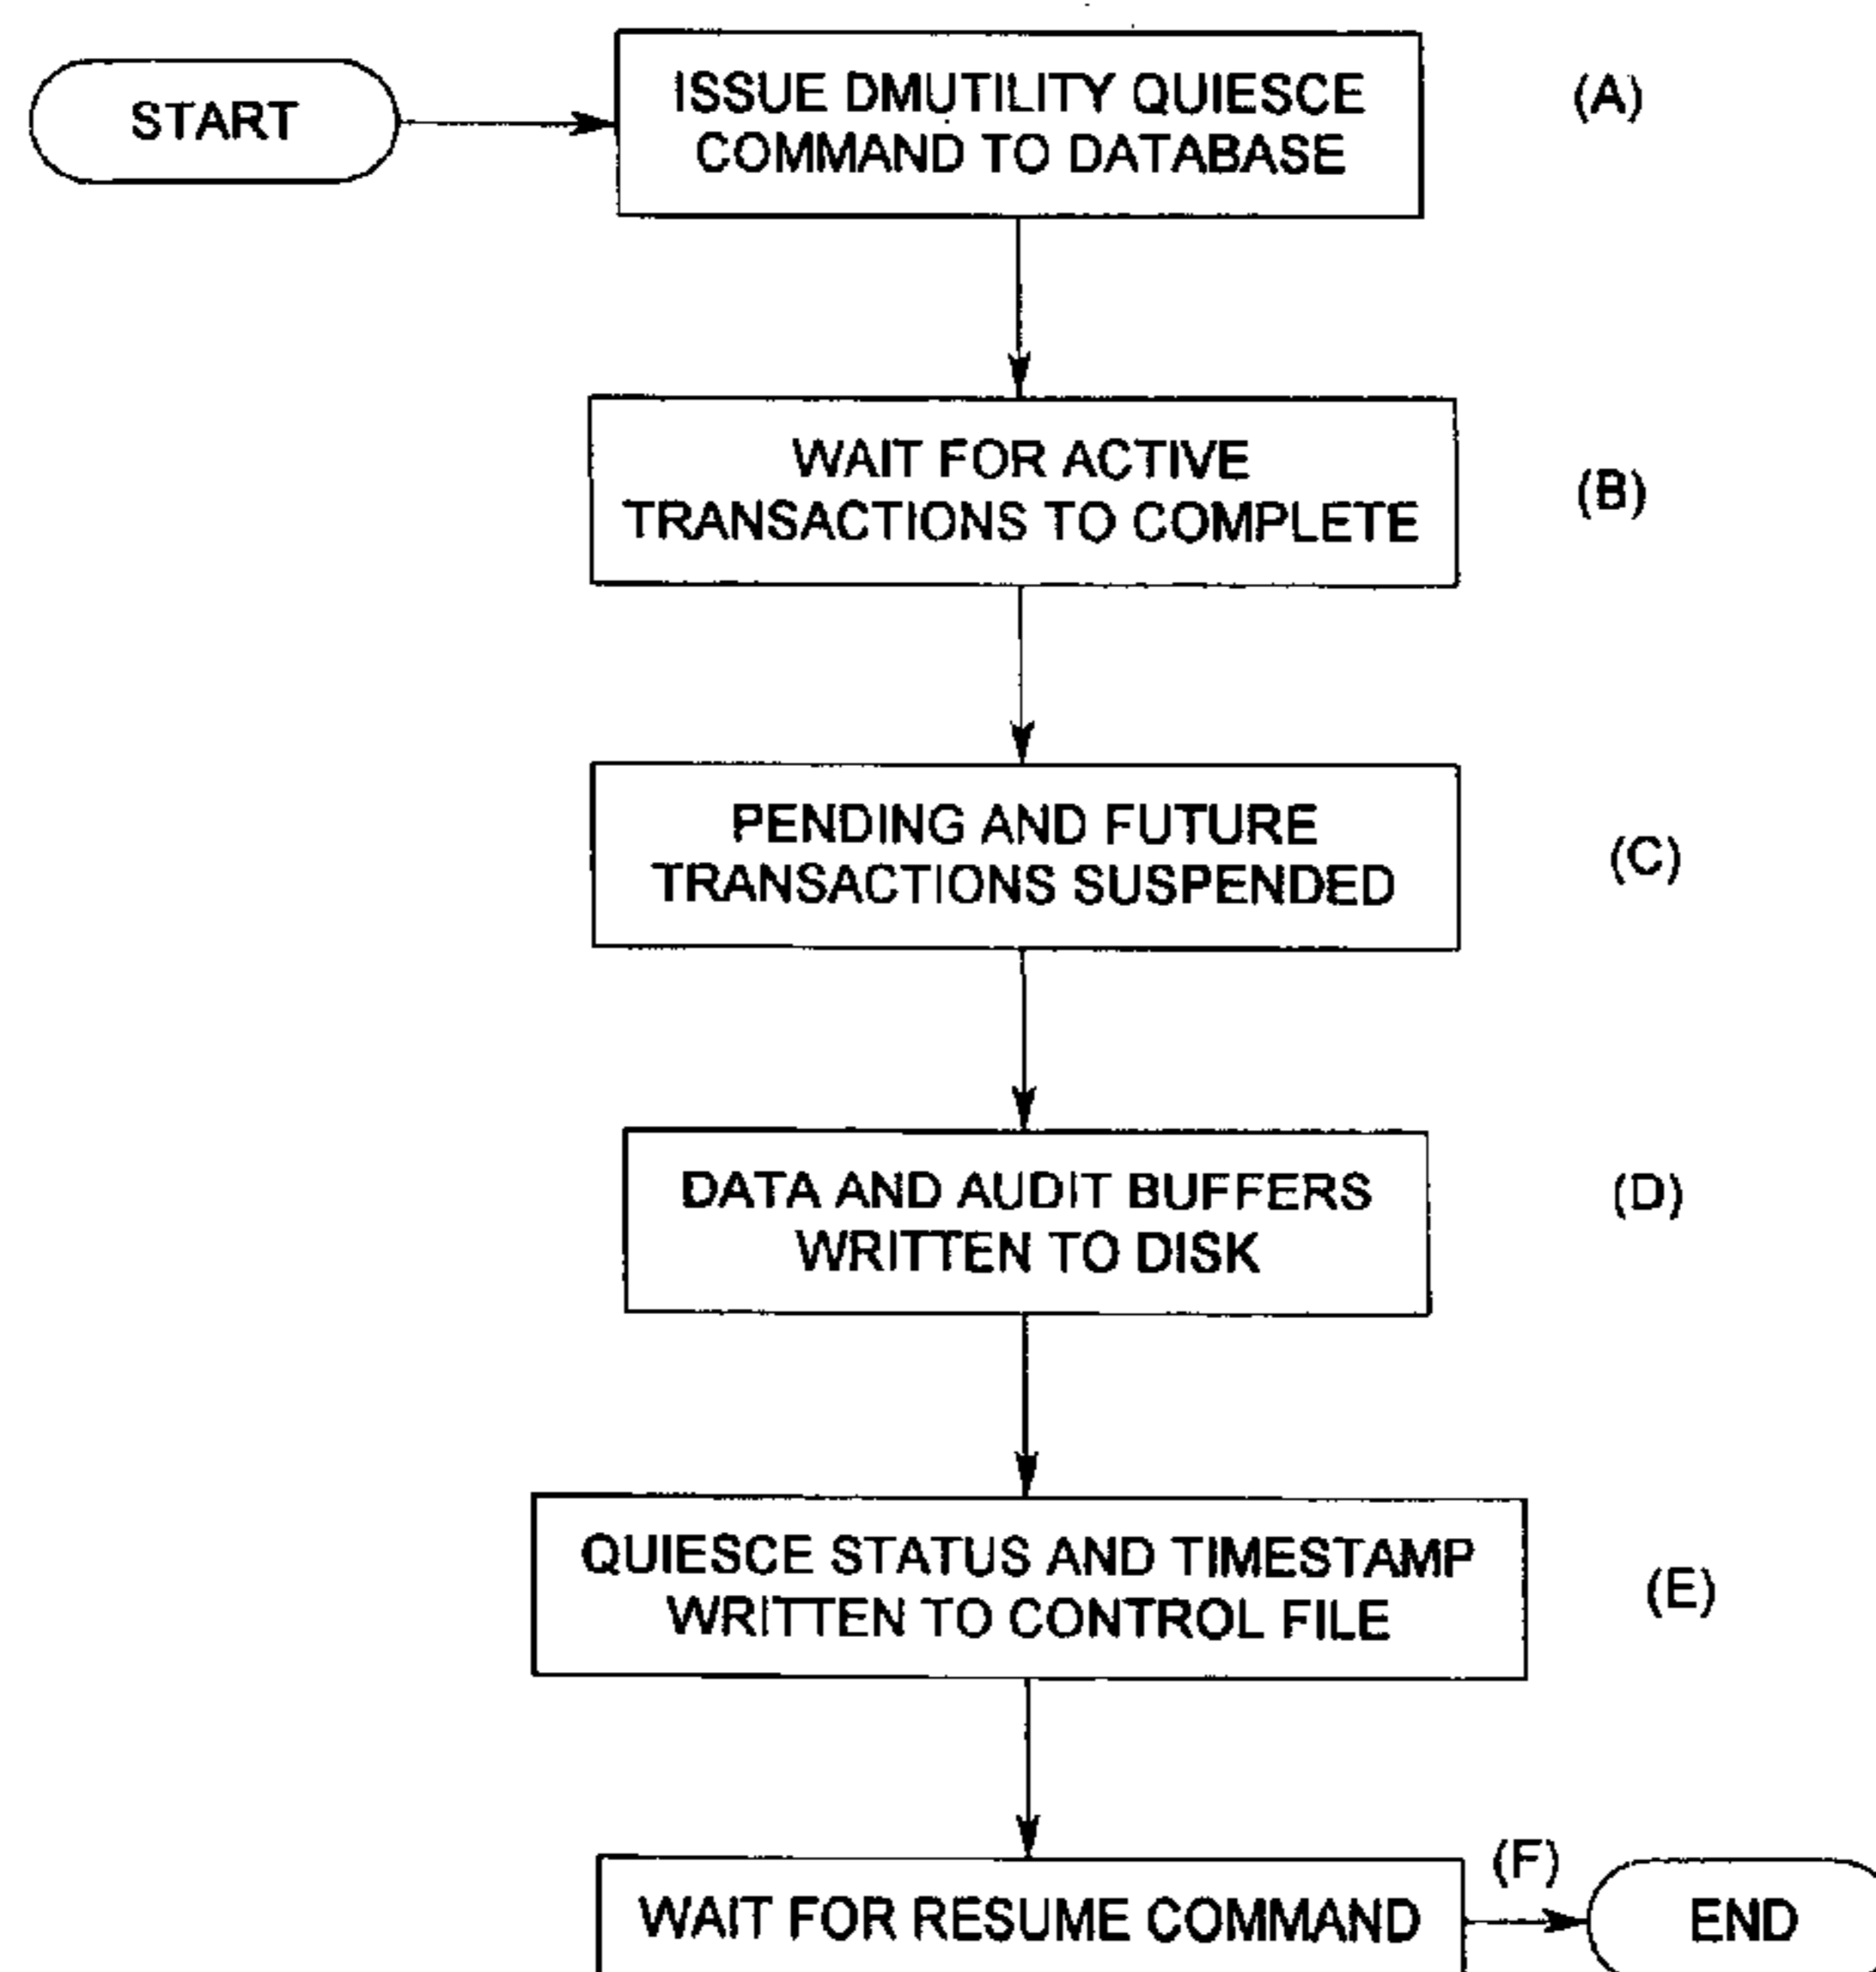 START
ISSUE DMUTILITY QUIESCE
COMMAND TO DATABASE
(A)
WAIT FOR ACTIVE
TRANSACTIONS TO COMPLETE
(B)
PENDING AND FUTURE
TRANSACTIONS SUSPENDED
(C)
DATA AND AUDIT BUFFERS
WRITTEN TO DISK
(D)
QUIESCE STATUS AND TIMESTAMP
WRITTEN TO CONTROL FILE
(E)
WAIT FOR RESUME COMMAND
(F)
END